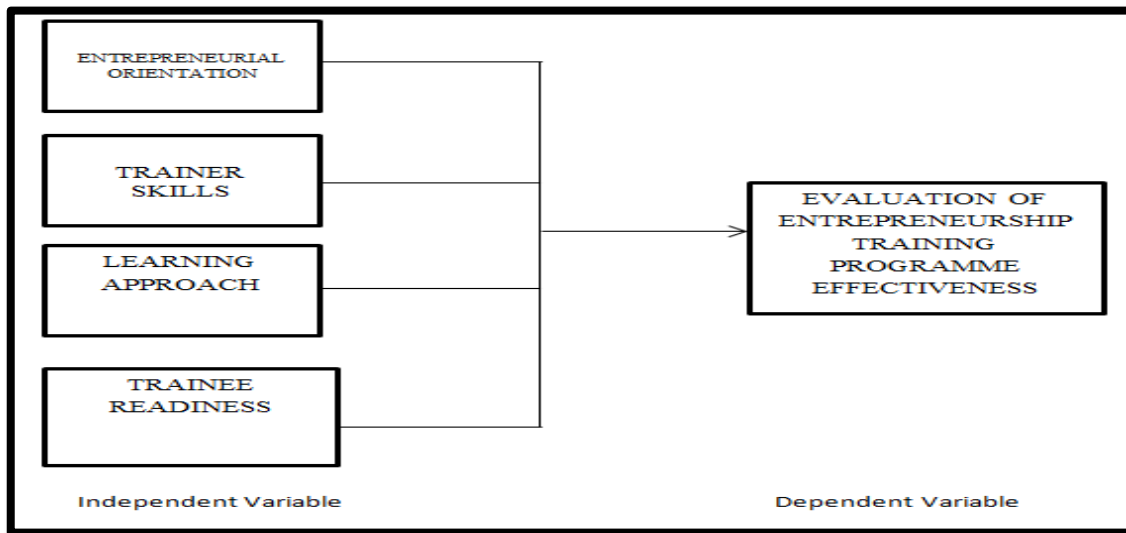 ENTREPRENEURIAL
ORIENTATION
TRAINER
SKILLS
LEARNING
APPROACH
TRAINEE
READINESS
EVALUATION OF
ENTREPRENEURSHIP
TRAINING
PROGRAMME
EFFECTIVENESS
Independent Variable
Dependent Variable